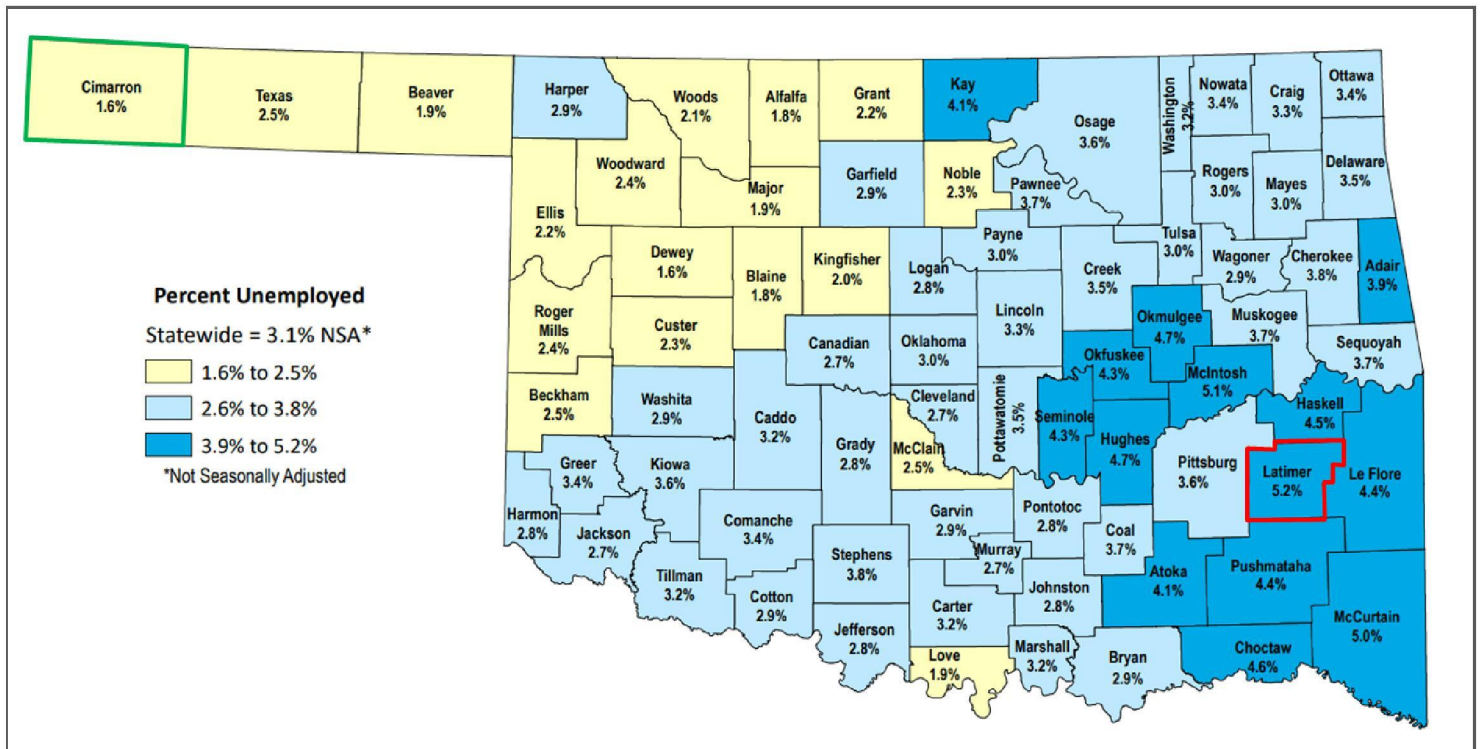 Cimarron
1.6%
Texas
2.5%
Beaver
1.9%
Harper
2.9%
Woods
2.1%
Alfalfa
1.8%
Grant
2.2%
Kay
4.1%
Osage
3.6%
Washington
3.2%
Nowata
3.4%
Craig
3.3%
Ottawa
3.4%
Woodward
2.4%
Major
1.9%
Garfield
2.9%
Noble
2.3%
Pawnee
3.7%
Rogers
3.0%
Mayes
3.0%
Delaware
3.5%
Ellis
2.2%
Dewey
1.6%
Blaine
1.8%
Kingfisher
2.0%
Logan
2.8%
Payne
3.0%
Creek
3.5%
Tulsa
3.0%
Wagoner
2.9%
Cherokee
3.8%
Adair
3.9%
Percent Unemployed
Statewide = 3.1% NSA*
1.6% to 2.5%
2.6% to 3.8%
3.9% to 5.2%
*Not Seasonally Adjusted
Roger
Mills
2.4%
Custer
2.3%
Canadian
2.7%
Oklahoma
3.0%
Lincoln
3.3%
Okmulgee
4.7%
Muskogee
3.7%
Sequoyah
3.7%
Okfuskee
4.3%
McIntosh
5.1%
Beckham
2.5%
Washita
2.9%
Caddo
3.2%
Grady
2.8%
Cleveland
2.7%
McClain
2.5%
Pottawatomie
3.5%
Seminole
4.3%
Hughes
4.7%
Haskell
4.5%
Pittsburg
3.6%
Latimer
5.2%
Le Flore
4.4%
Greer
3.4%
Kiowa
3.6%
Harmon
2.8%
Jackson
2.7%
Comanche
3.4%
Garvin
2.9%
Pontotoc
2.8%
Coal
3.7%
Tillman
3.2%
Cotton
2.9%
Stephens
3.8%
Murray
2.7%
Johnston
2.8%
Atoka
4.1%
Pushmataha
4.4%
McCurtain
5.0%
Jefferson
2.8%
Carter
3.2%
Love
1.9%
Marshall
3.2%
Bryan
2.9%
Choctaw
4.6%